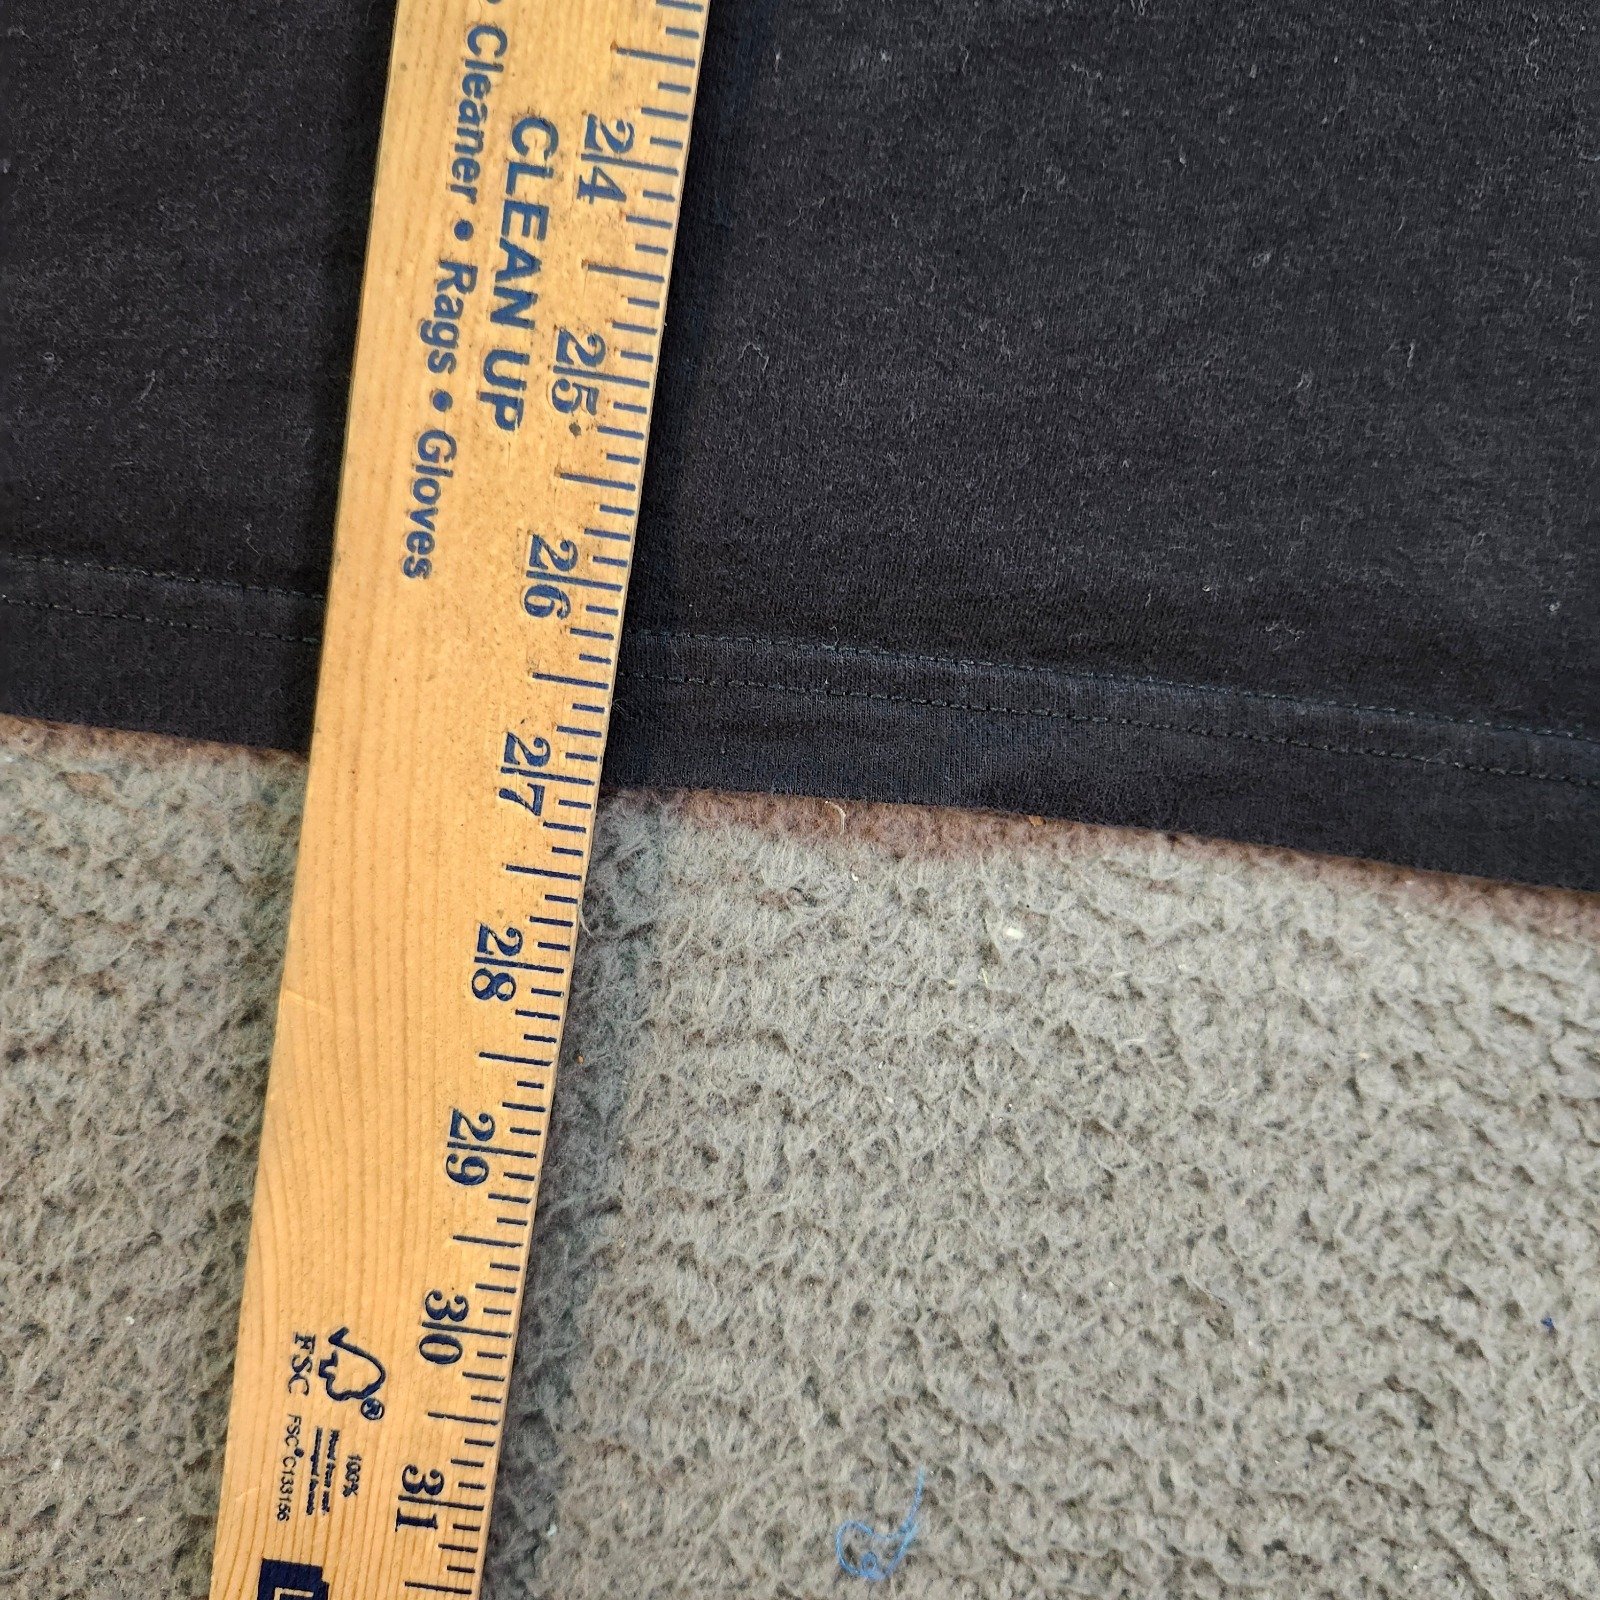 Cleaner • Rags • Gloves
CLEAN UP
24
25
26
27
28
29
30
31
FSC®
100%
FSC® C133156